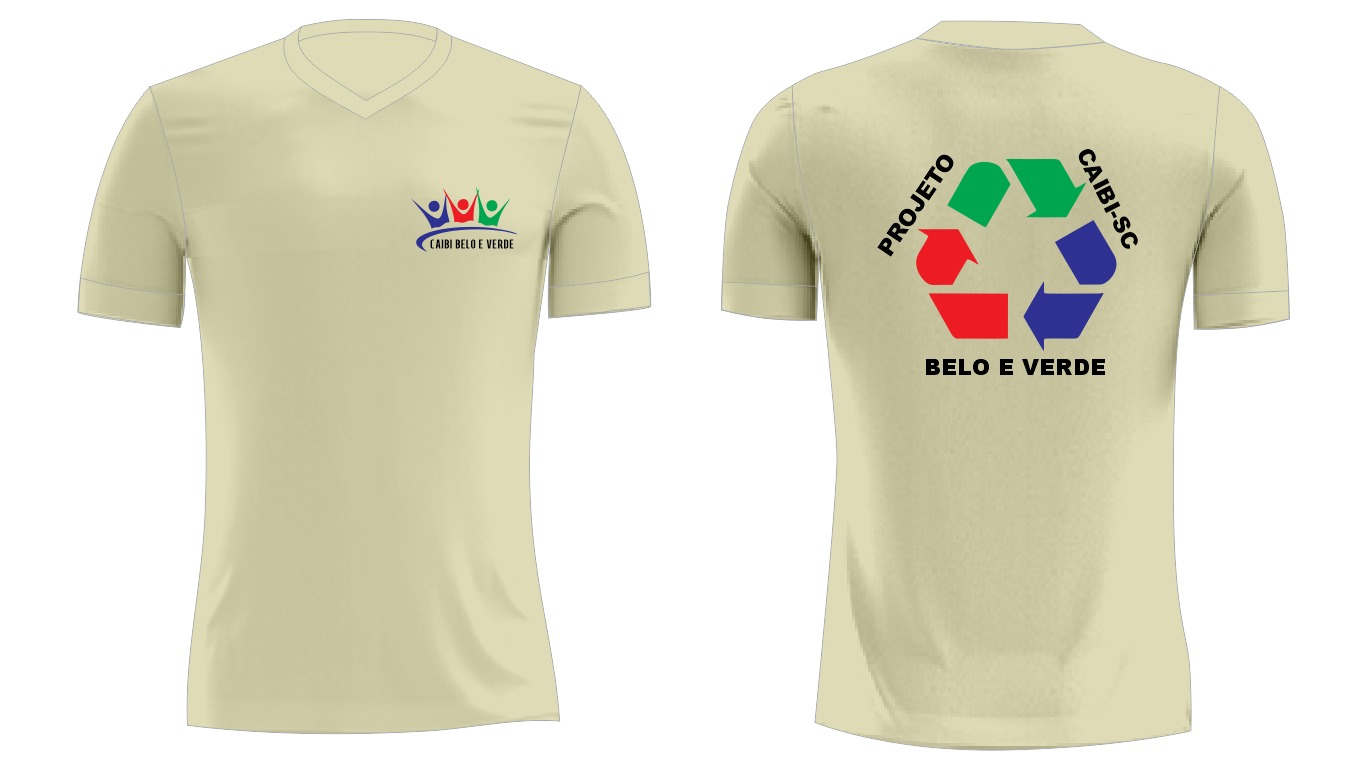 CAIBI BELO E VERDE
PROJETO
CAIBI-SC
BELO E VERDE